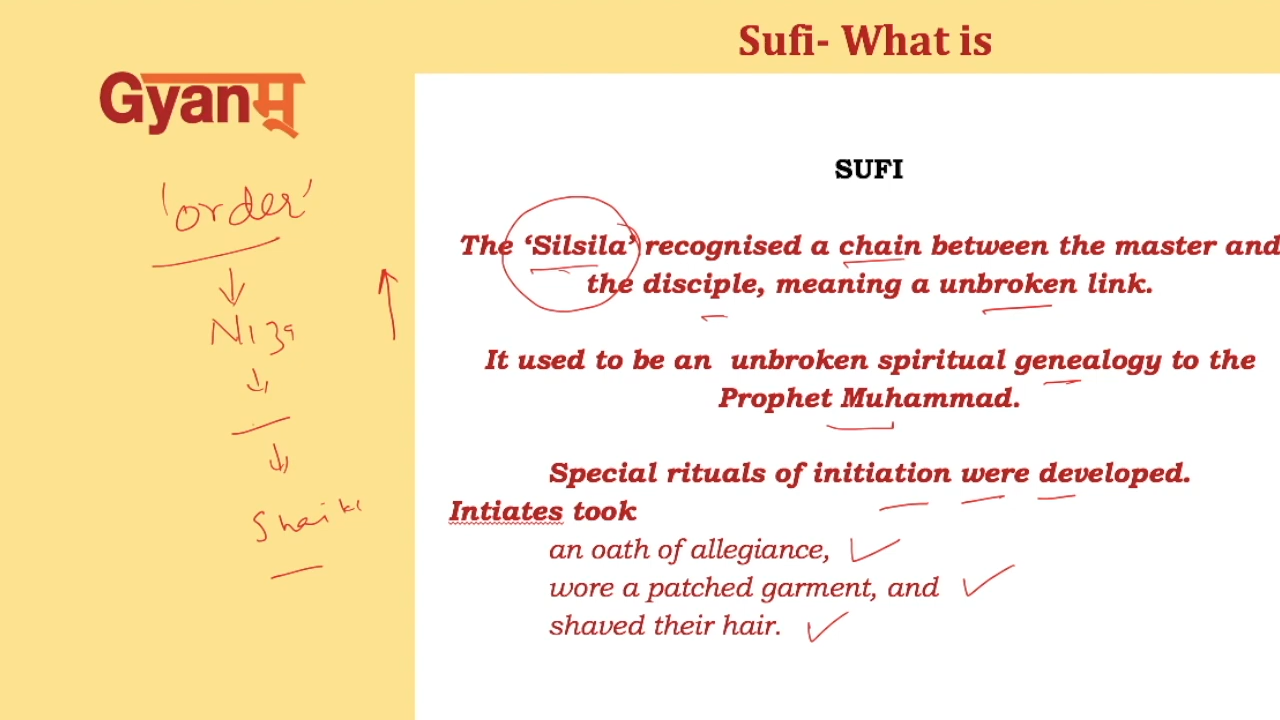 Sufi- What is
Gyanम्
'order'
SUFI
The ‘Silsila’ recognised a chain between the master and
the disciple, meaning a unbroken link.
It used to be an unbroken spiritual genealogy to the
Prophet Muhammad.
Special rituals of initiation were developed.
Intiates took
an oath of allegiance,
wore a patched garment, and
shaved their hair.